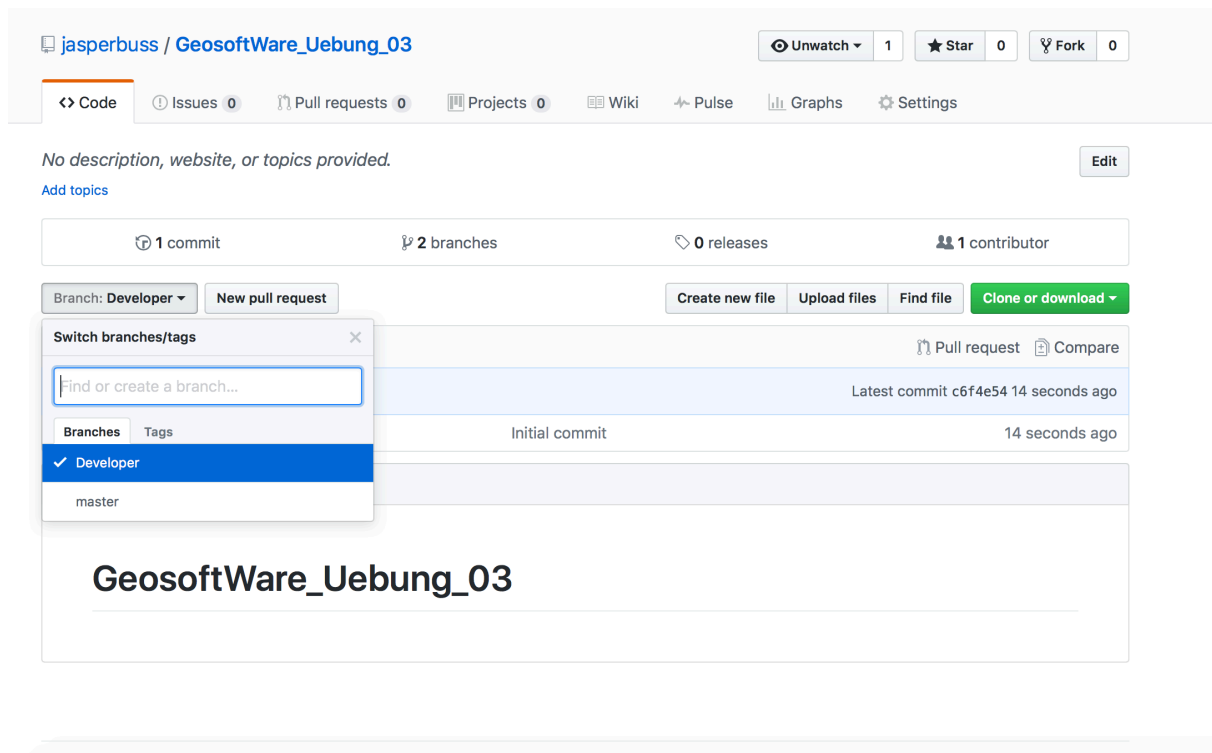 jasperbuss / GeosoftWare_Uebung_03
Unwatch 1 Star 0 Fork 0
Code Issues 0 Pull requests 0 Projects 0 Wiki Pulse Graphs Settings
No description, website, or topics provided.
Edit
Add topics
1 commit 2 branches 0 releases 1 contributor
Branch: Developer New pull request Create new file Upload files Find file Clone or download
Switch branches/tags
Pull request Compare
Find or create a branch...
Latest commit c6f4e54 14 seconds ago
Branches Tags
Initial commit 14 seconds ago
Developer
master
GeosoftWare_Uebung_03